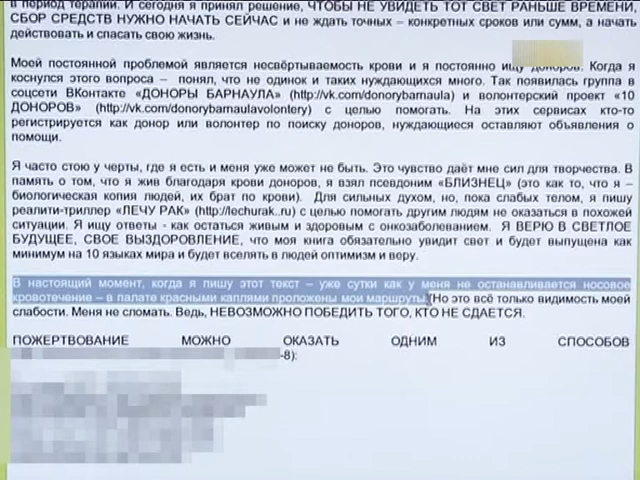 в период терапии. И сегодня я принял решение, ЧТОБЫ НЕ УВИДЕТЬ ТОТ СВЕТ РАНЬШЕ ВРЕМЕНИ,
СБОР СРЕДСТВ НУЖНО НАЧАТЬ СЕЙЧАС и не ждать точных – конкретных сроков или сумм, а начать
действовать и спасать свою жизнь.
Моей постоянной проблемой является несвёртываемость крови и я постоянно ищу доноров. Когда я
коснулся этого вопроса – понял, что не одинок и таких нуждающихся много. Так появилась группа в
соцсети ВКонтакте «ДОНОРЫ БАРНАУЛА» (http://vk.com/donorybarnaula) и волонтерский проект «10
ДОНОРОВ» (http://vk.com/donorybarnaulavolontery) с целью помогать. На этих сервисах кто-то
регистрируется как донор или волонтер по поиску доноров, нуждающиеся оставляют объявления о
помощи.
Я часто стою у черты, где я есть и меня уже может не быть. Это чувство даёт мне сил для творчества. В
память о том, что я жив благодаря крови доноров, я взял псевдоним «БЛИЗНЕЦ» (это как то, что я –
биологическая копия людей, их брат по крови). Для сильных духом, но, пока слабых телом, я пишу
реалити-триллер «ЛЕЧУ РАК» (http://lechurak..ru) с целью помогать другим людям не оказаться в похожей
ситуации. Я ищу ответы - как остаться живым и здоровым с онкозаболеванием. Я ВЕРЮ В СВЕТЛОЕ
БУДУЩЕЕ, СВОЕ ВЫЗДОРОВЛЕНИЕ, что моя книга обязательно увидит свет и будет выпущена как
минимум на 10 языках мира и будет вселять в людей оптимизм и веру.
В настоящий момент, когда я пишу этот текст – уже сутки как у меня не останавливается носовое
кровотечение – в палате красными каплями проложены мои маршруты. (Но это всё только видимость моей
слабости. Меня не сломать. Ведь, НЕВОЗМОЖНО ПОБЕДИТЬ ТОГО, КТО НЕ СДАЕТСЯ.
ПОЖЕРТВОВАНИЕ МОЖНО ОКАЗАТЬ ОДНИМ ИЗ СПОСОБОВ
-8):